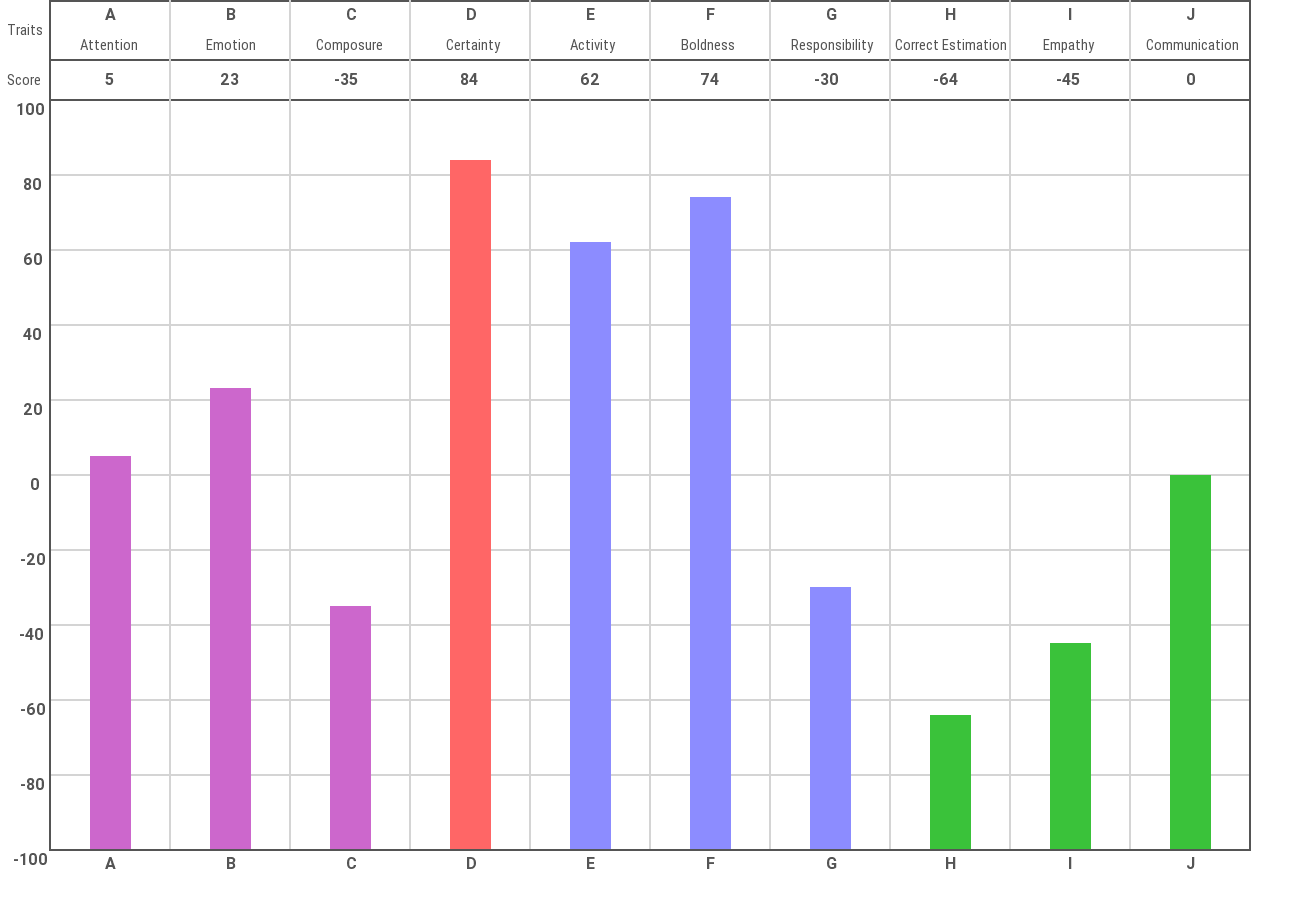 Traits A B C D E F G H I J
Attention Emotion Composure Certainty Activity Boldness Responsibility Correct Estimation Empathy Communication
Score 5 23 -35 84 62 74 -30 -64 -45 0
100
80
60
40
20
0
-20
-40
-60
-80
-100
A B C D E F G H I J